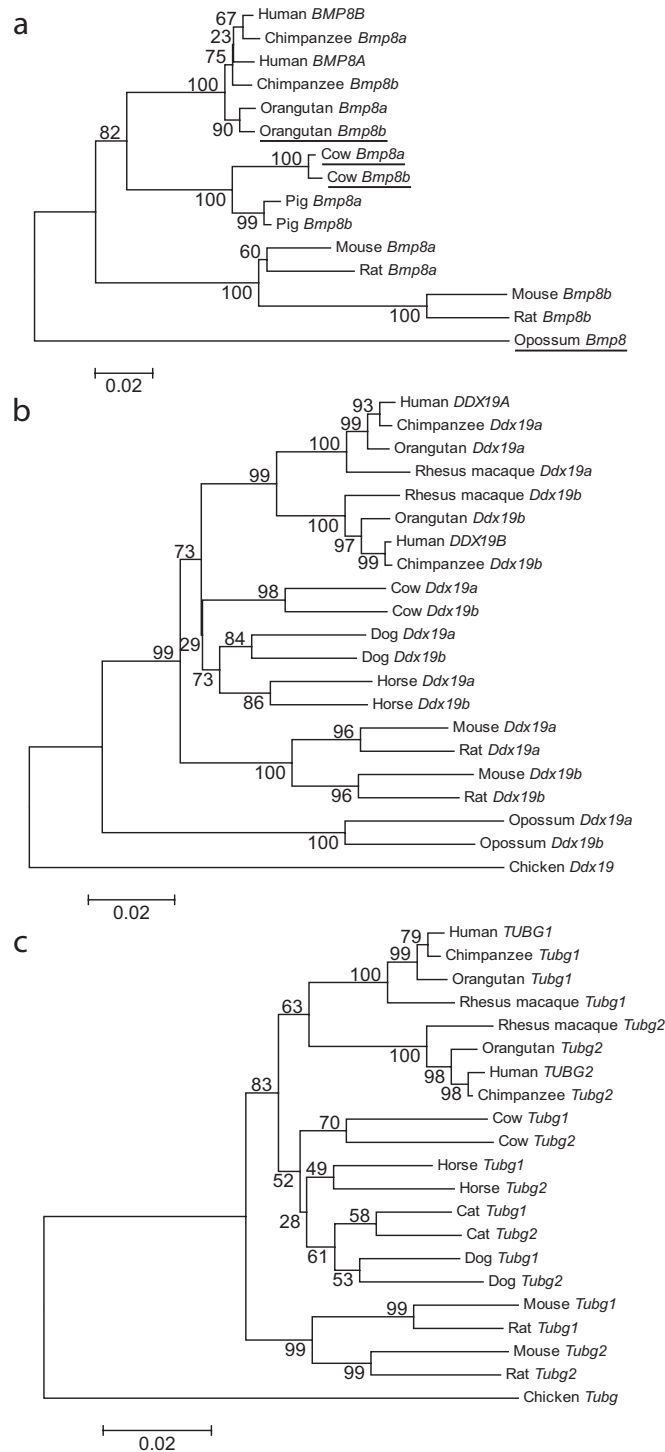 a
67
Human BMP8B
23
Chimpanzee Bmp8a
75
Human BMP8A
100
Chimpanzee Bmp8b
Orangutan Bmp8a
90
Orangutan Bmp8b
82
100
Cow Bmp8a
Cow Bmp8b
100
Pig Bmp8a
99
Pig Bmp8b
60
Mouse Bmp8a
Rat Bmp8a
100
Mouse Bmp8b
100
Rat Bmp8b
Opossum Bmp8
0.02
b
93
Human DDX19A
99
Chimpanzee Ddx19a
100
Orangutan Ddx19a
Rhesus macaque Ddx19a
99
Rhesus macaque Ddx19b
100
Orangutan Ddx19b
97
Human DDX19B
99
Chimpanzee Ddx19b
73
98
Cow Ddx19a
Cow Ddx19b
29
84
Dog Ddx19a
99
Dog Ddx19b
73
Horse Ddx19a
86
Horse Ddx19b
96
Mouse Ddx19a
Rat Ddx19a
100
Mouse Ddx19b
96
Rat Ddx19b
Opossum Ddx19a
100
Opossum Ddx19b
Chicken Ddx19
0.02
c
79
Human TUBG1
99
Chimpanzee Tubg1
100
Orangutan Tubg1
Rhesus macaque Tubg1
63
Rhesus macaque Tubg2
100
Orangutan Tubg2
98
Human TUBG2
98
Chimpanzee Tubg2
83
70
Cow Tubg1
Cow Tubg2
52
49
Horse Tubg1
Horse Tubg2
28
58
Cat Tubg1
Cat Tubg2
61
Dog Tubg1
53
Dog Tubg2
99
Mouse Tubg1
Rat Tubg1
99
Mouse Tubg2
99
Rat Tubg2
Chicken Tubg
0.02